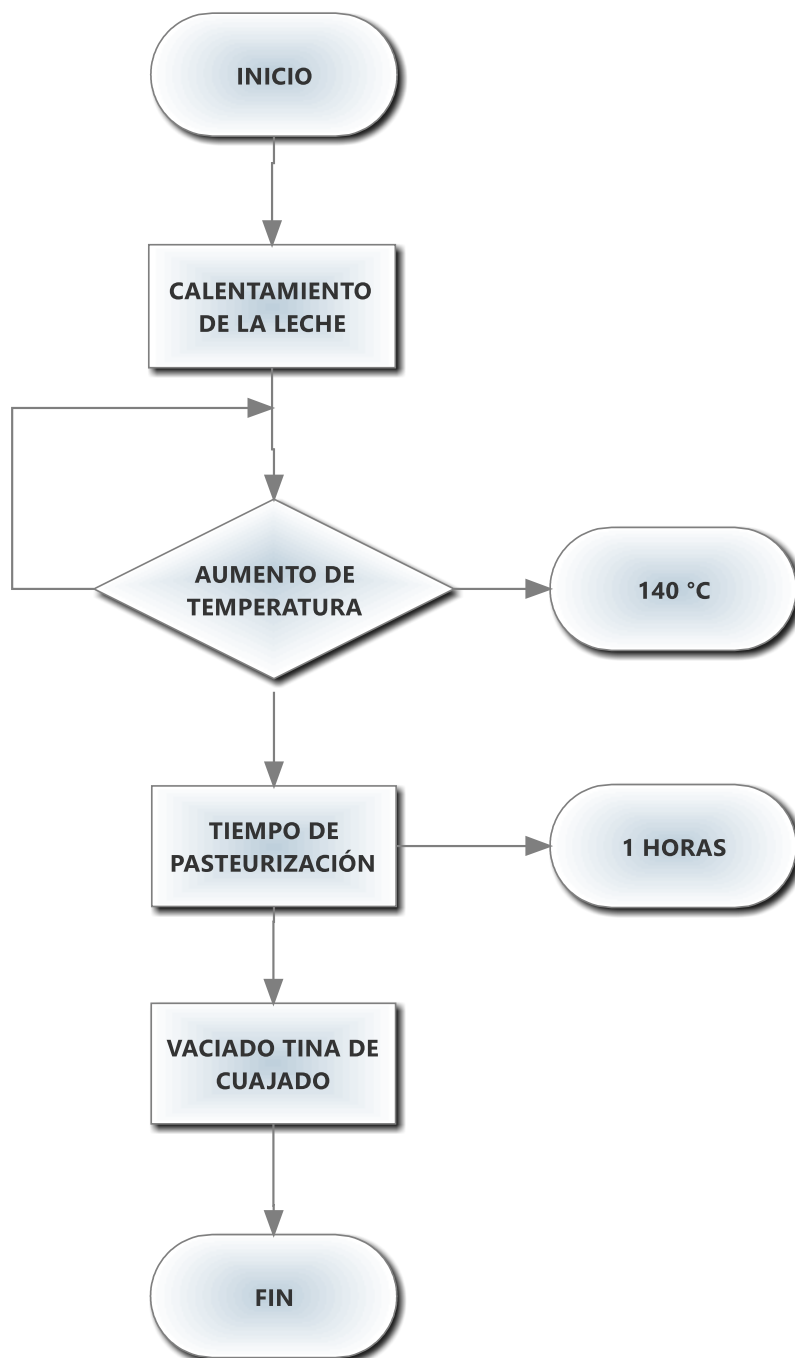 INICIO
CALENTAMIENTO
DE LA LECHE
AUMENTO DE
TEMPERATURA
140 °C
TIEMPO DE
PASTEURIZACIÓN
1 HORAS
VACIADO TINA DE
CUAJADO
FIN